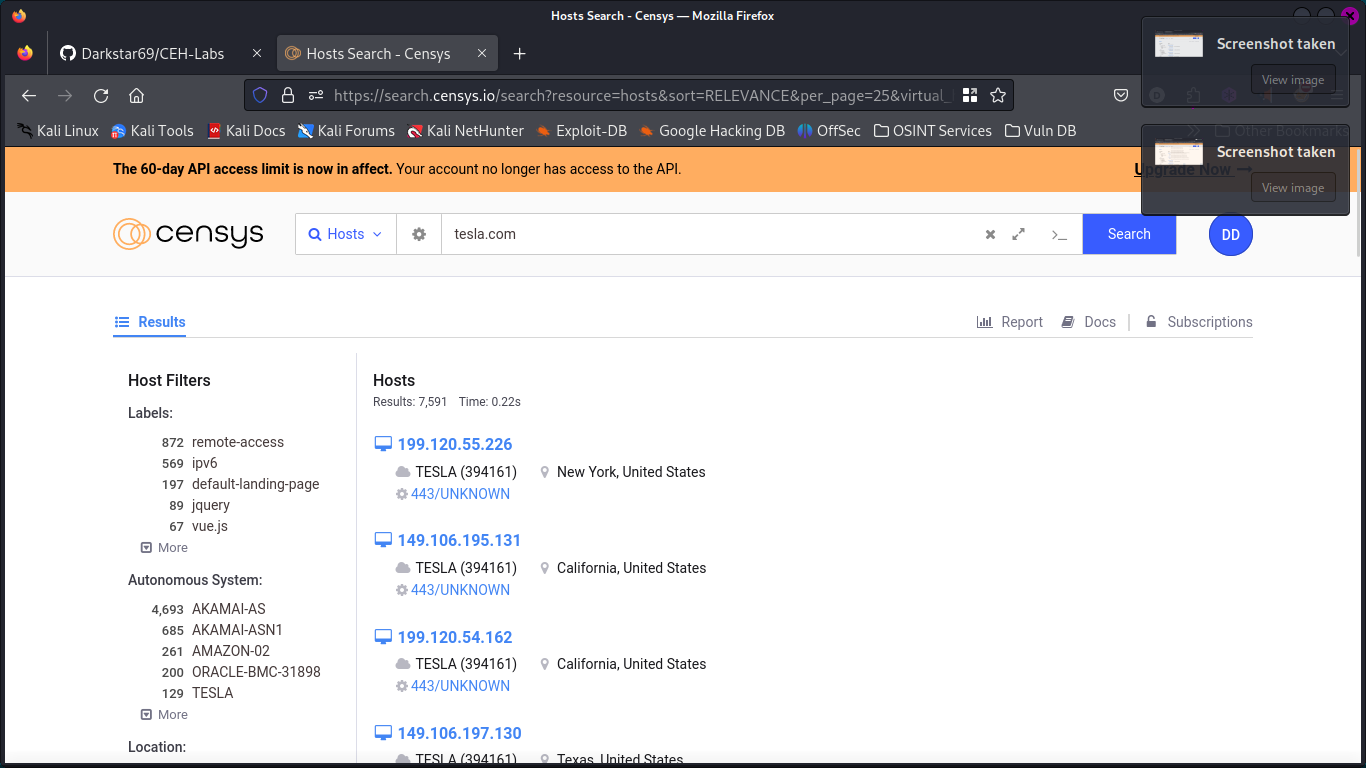 Hosts Search - Censys — Mozilla Firefox
Darkstar69/CEH-Labs
Hosts Search - Censys
Screenshot taken
View image
https://search.censys.io/search?resource=hosts&sort=RELEVANCE&per_page=25&virtual_
Kali Linux Kali Tools Kali Docs Kali Forums Kali NetHunter Exploit-DB Google Hacking DB OffSec OSINT Services Vuln DB Other Bookmarks
Screenshot taken
View image
The 60-day API access limit is now in affect. Your account no longer has access to the API. Upgrade Now →
censys Hosts tesla.com >_ Search DD
Results Report Docs Subscriptions
Host Filters
Labels:
872 remote-access
569 ipv6
197 default-landing-page
89 jquery
67 vue.js
More
Autonomous System:
4,693 AKAMAI-AS
685 AKAMAI-ASN1
261 AMAZON-02
200 ORACLE-BMC-31898
129 TESLA
More
Location:
Hosts
Results: 7,591 Time: 0.22s
199.120.55.226
TESLA (394161) New York, United States
443/UNKNOWN
149.106.195.131
TESLA (394161) California, United States
443/UNKNOWN
199.120.54.162
TESLA (394161) California, United States
443/UNKNOWN
149.106.197.130
TESLA (394161) Texas, United States